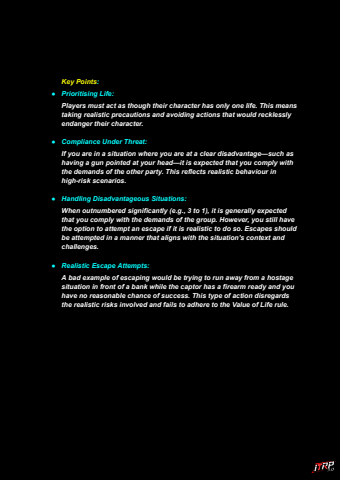 Key Points:
● Prioritising Life:
Players must act as though their character has only one life. This means
taking realistic precautions and avoiding actions that would recklessly
endanger their character.
● Compliance Under Threat:
If you are in a situation where you are at a clear disadvantage—such as
having a gun pointed at your head—it is expected that you comply with
the demands of the other party. This reflects realistic behaviour in
high-risk scenarios.
● Handling Disadvantageous Situations:
When outnumbered significantly (e.g., 3 to 1), it is generally expected
that you comply with the demands of the group. However, you still have
the option to attempt an escape if it is realistic to do so. Escapes should
be attempted in a manner that aligns with the situation's context and
challenges.
● Realistic Escape Attempts:
A bad example of escaping would be trying to run away from a hostage
situation in front of a bank while the captor has a firearm ready and you
have no reasonable chance of success. This type of action disregards
the realistic risks involved and fails to adhere to the Value of Life rule.